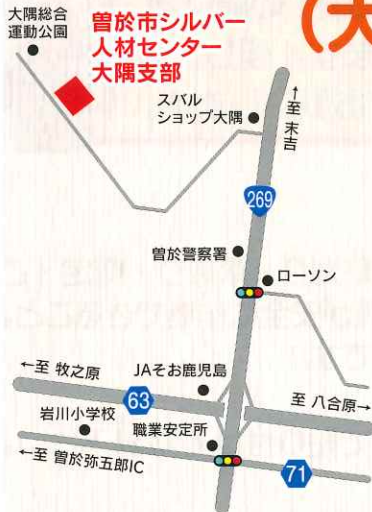 大隅総合
運動公園
曽於市シルバー
人材センター
大隅支部
(大
スバル
ショップ大隅
↑至 末吉
269
曽於警察署
ローソン
←至 牧之原
JAそお鹿児島
63
至 八合原→
岩川小学校
職業安定所
←至 曽於弥五郎IC
71